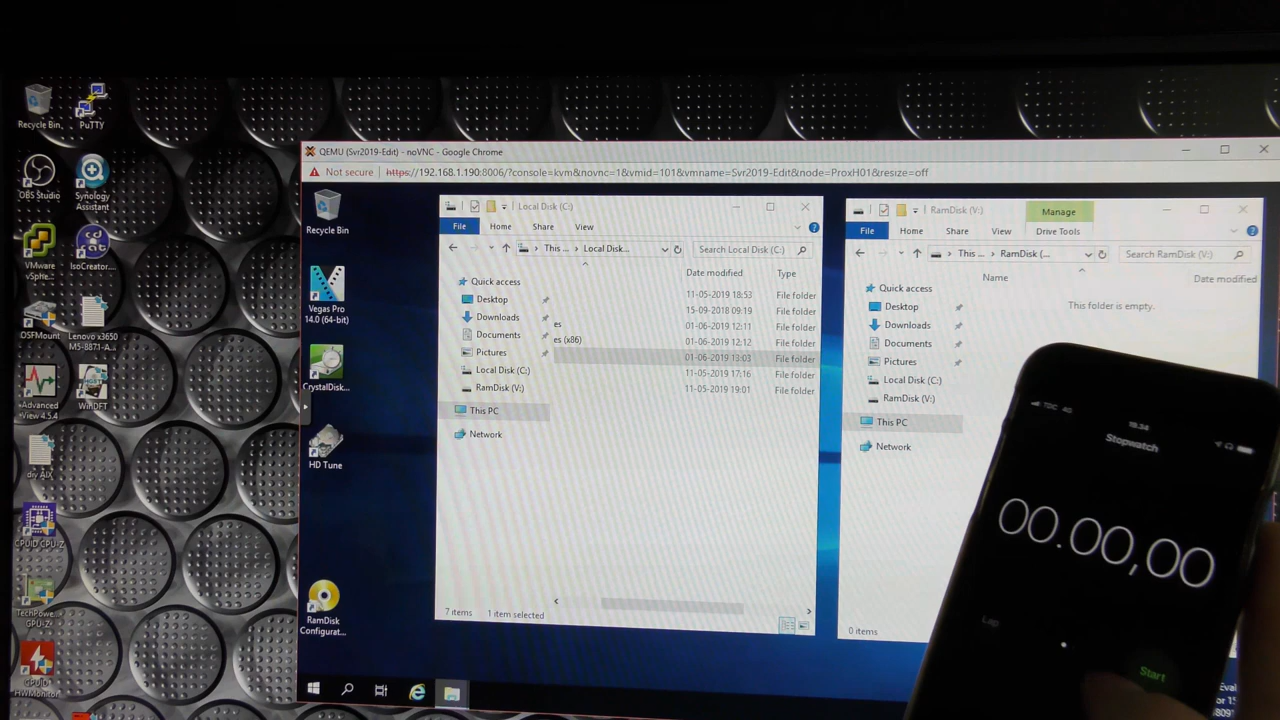 Recycle Bin
PuTTY
OBS Studio
Synology
Assistant
VMware
vSphe...
IsoCreator....
OSFMount
Lenovo x3650
M5-8871-A...
Advanced
WinDFT
CPUID CPU-Z
TechPowe...
GPU-Z
CPUID
HWMonitor
QEMU (Svr2019-Edit) - noVNC - Google Chrome
Not secure
https://192.168.1.190:8006/?console=kvm&novnc=1&vmid=101&vmname=Svr2019-Edit&node=ProxH01&resize=off
Recycle Bin
Vegas Pro
14.0 (64-bit)
CrystalDisk...
HD Tune
RamDisk
Configurat...
Local Disk (C:)
File Home Share View
This ... Local Disk...
Search Local Disk (C:)
Date modified Type
Quick access
Desktop
Downloads
Documents
Pictures
Local Disk (C:)
RamDisk (V:)
This PC
Network
11-05-2019 18:53 File folder
15-09-2018 09:19 File folder
es 01-06-2019 12:11 File folder
es (x86) 01-06-2019 12:12 File folder
01-06-2019 13:03 File folder
11-05-2019 17:16 File folder
11-05-2019 19:01 File folder
7 items 1 item selected
RamDisk (V:)
Manage
File Home Share View Drive Tools
This ... RamDisk (...
Search RamDisk (V:)
Name Date modified
This folder is empty.
Quick access
Desktop
Downloads
Documents
Pictures
Local Disk (C:)
RamDisk (V:)
This PC
Network
0 items
TDC 4G
19.34
Stopwatch
00.00,00
Lap
Start